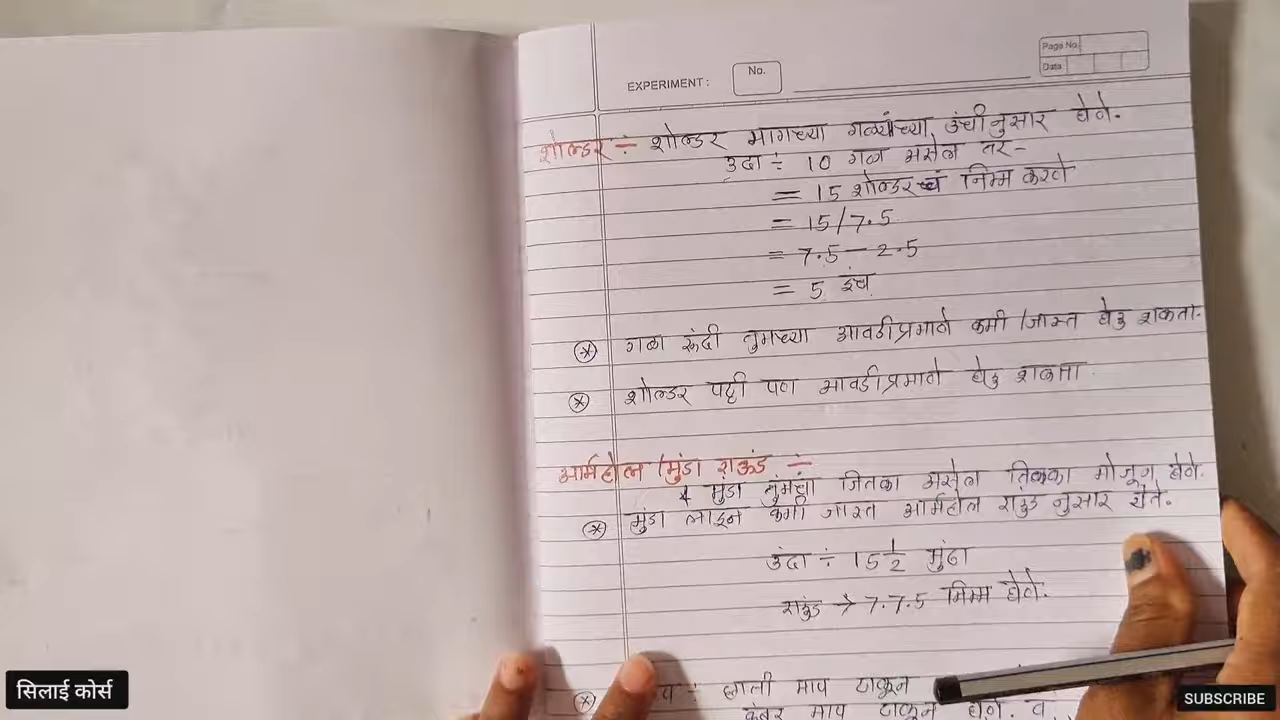 Page No.
Date
EXPERIMENT :
No.
शोल्डर ÷ शोल्डर मागच्या गळ्यांच्या उंचीनुसार घेणे.
उदा ÷ 10 गळा असेल तर-
= 15 शोल्डरचं निम्म करणे
= 15/7.5
= 7.5 - 2.5
= 5 इंच
* गळा रूंदी तुमच्या आवडीप्रमाणे कमी /जास्त घेवु शकता.
* शोल्डर पट्टी पण आवडीप्रमाणे घेवु शकता.
आर्महोल /मुंडा राऊंड ÷
मुंडा तुमचा जितका असेल तितका मोजून घेणे.
* मुंडा लाइन कमी जास्त आर्महोल राउंड नुसार येते.
उदा ÷ 15 1/2 मुंढा
राउंड → 7.7.5 निम्म घेणे.
* ÷ छाती माप टाकून
कंबर माप टाकून घेणे. व
सिलाई कोर्स
SUBSCRIBE